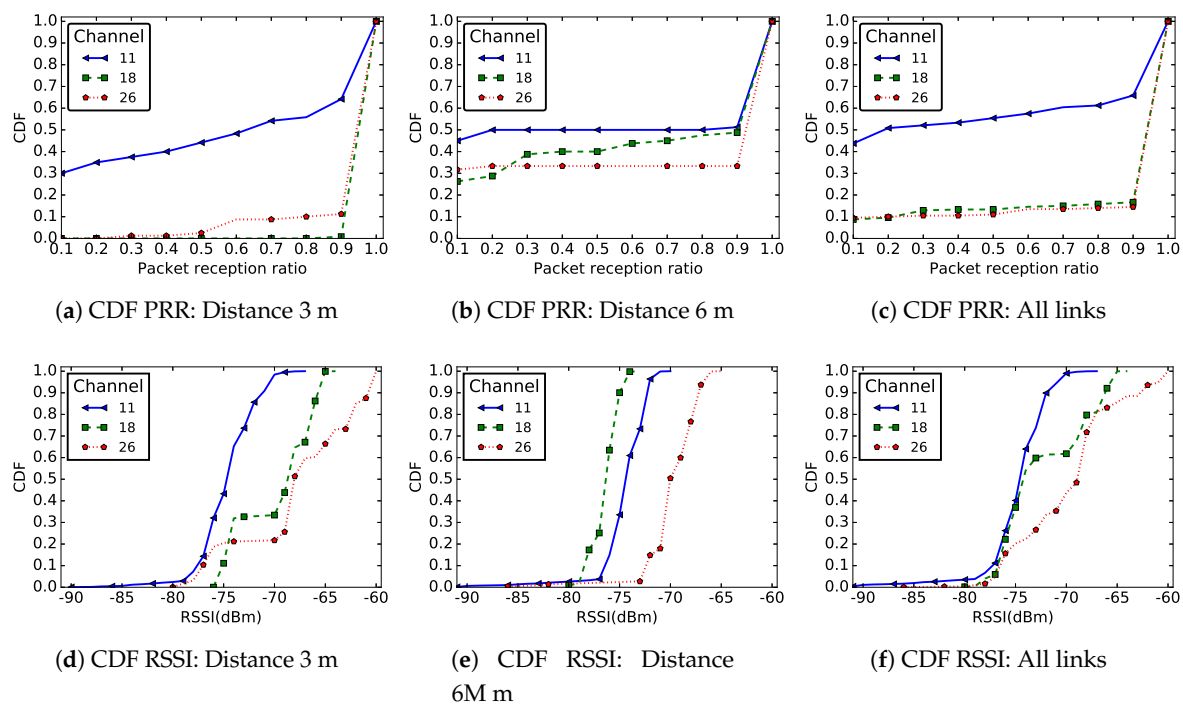 1.0
0.9
0.8
0.7
0.6
0.5
0.4
0.3
0.2
0.1
0.0
CDF
Channel
11
18
26
0.1 0.2 0.3 0.4 0.5 0.6 0.7 0.8 0.9 1.0
Packet reception ratio
(a) CDF PRR: Distance 3 m
1.0
0.9
0.8
0.7
0.6
0.5
0.4
0.3
0.2
0.1
0.0
CDF
Channel
11
18
26
0.1 0.2 0.3 0.4 0.5 0.6 0.7 0.8 0.9 1.0
Packet reception ratio
(b) CDF PRR: Distance 6 m
1.0
0.9
0.8
0.7
0.6
0.5
0.4
0.3
0.2
0.1
0.0
CDF
Channel
11
18
26
0.1 0.2 0.3 0.4 0.5 0.6 0.7 0.8 0.9 1.0
Packet reception ratio
(c) CDF PRR: All links
1.0
0.9
0.8
0.7
0.6
0.5
0.4
0.3
0.2
0.1
0.0
CDF
Channel
11
18
26
-90 -85 -80 -75 -70 -65 -60
RSSI(dBm)
(d) CDF RSSI: Distance 3 m
1.0
0.9
0.8
0.7
0.6
0.5
0.4
0.3
0.2
0.1
0.0
CDF
Channel
11
18
26
-90 -85 -80 -75 -70 -65 -60
RSSI(dBm)
(e) CDF RSSI: Distance
6M m
1.0
0.9
0.8
0.7
0.6
0.5
0.4
0.3
0.2
0.1
0.0
CDF
Channel
11
18
26
-90 -85 -80 -75 -70 -65 -60
RSSI(dBm)
(f) CDF RSSI: All links